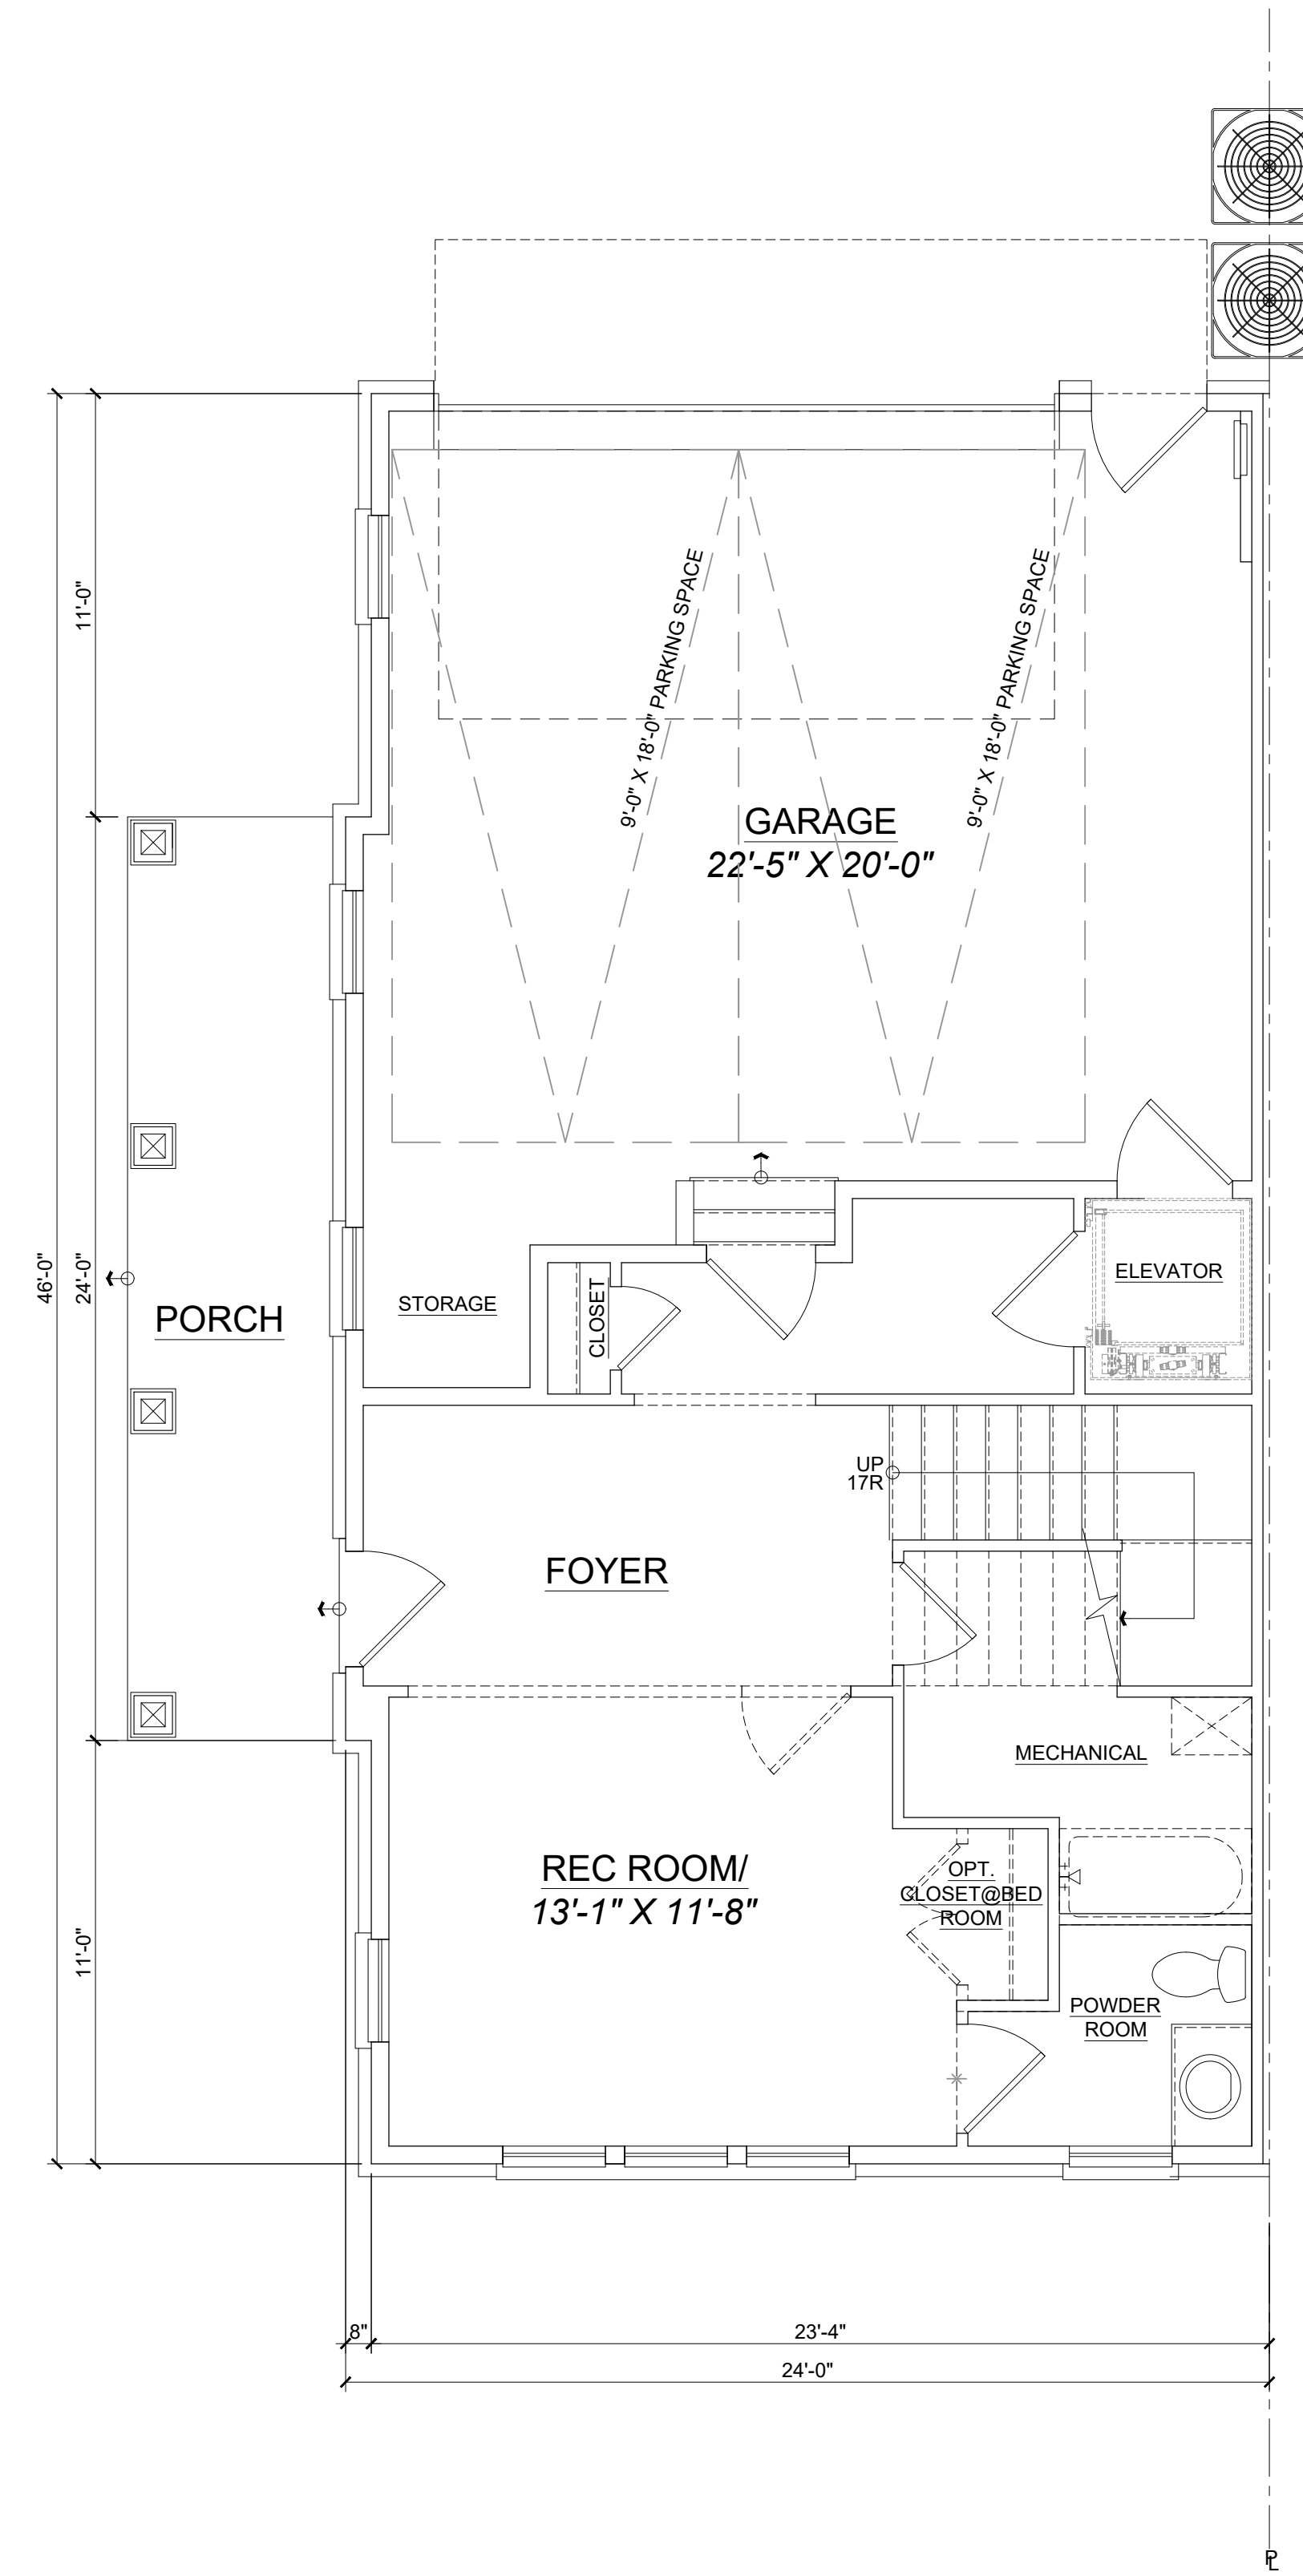 11'-0"
9'-0" X 18'-0" PARKING SPACE
9'-0" X 18'-0" PARKING SPACE
GARAGE
22'-5" X 20'-0"
46'-0"
24'-0"
PORCH
STORAGE
CLOSET
ELEVATOR
UP
17R
FOYER
MECHANICAL
REC ROOM/
13'-1" X 11'-8"
OPT.
CLOSET@BED
ROOM
11'-0"
POWDER
ROOM
8"
23'-4"
24'-0"
PL